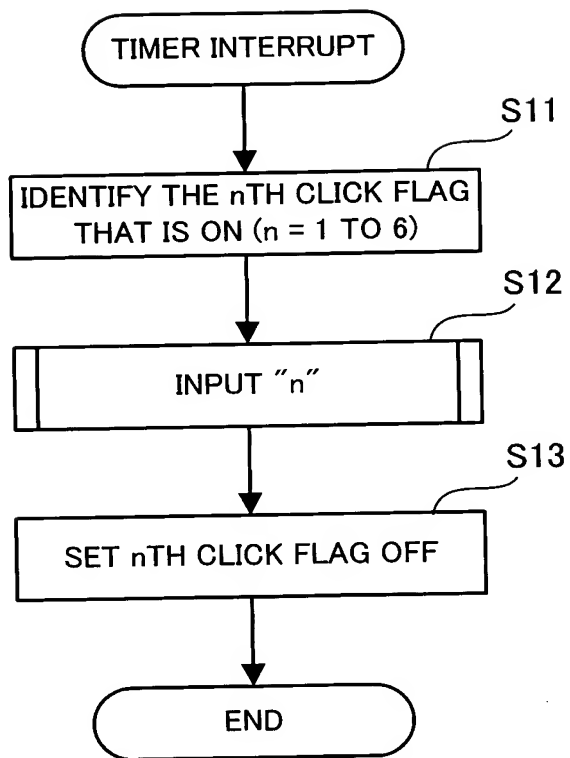 TIMER INTERRUPT
S11
IDENTIFY THE nTH CLICK FLAG
THAT IS ON (n = 1 TO 6)
S12
INPUT "n"
S13
SET nTH CLICK FLAG OFF
END